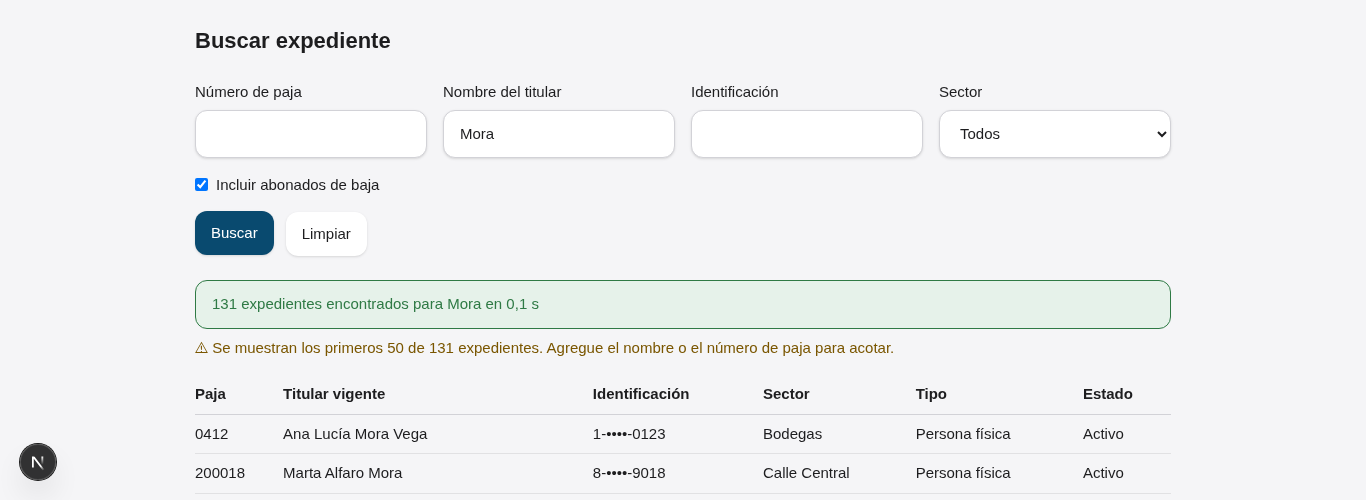 Buscar expediente
Número de paja Nombre del titular Identificación Sector
Mora Todos
Incluir abonados de baja
Buscar Limpiar
131 expedientes encontrados para Mora en 0,1 s
⚠ Se muestran los primeros 50 de 131 expedientes. Agregue el nombre o el número de paja para acotar.
Paja Titular vigente Identificación Sector Tipo Estado
0412 Ana Lucía Mora Vega 1-••••-0123 Bodegas Persona física Activo
200018 Marta Alfaro Mora 8-••••-9018 Calle Central Persona física Activo
N